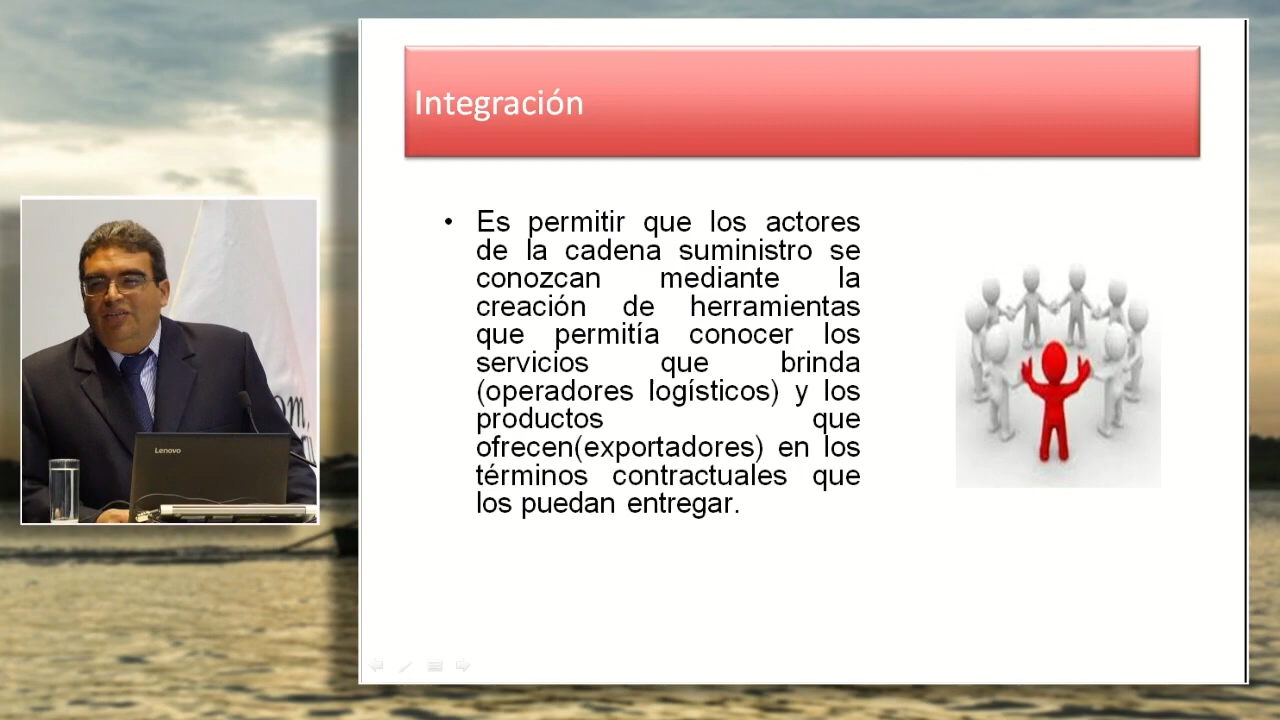 Integración
• Es permitir que los actores
de la cadena suministro se
conozcan mediante la
creación de herramientas
que permitía conocer los
servicios que brinda
(operadores logísticos) y los
productos que
ofrecen(exportadores) en los
términos contractuales que
los puedan entregar.
Lenovo